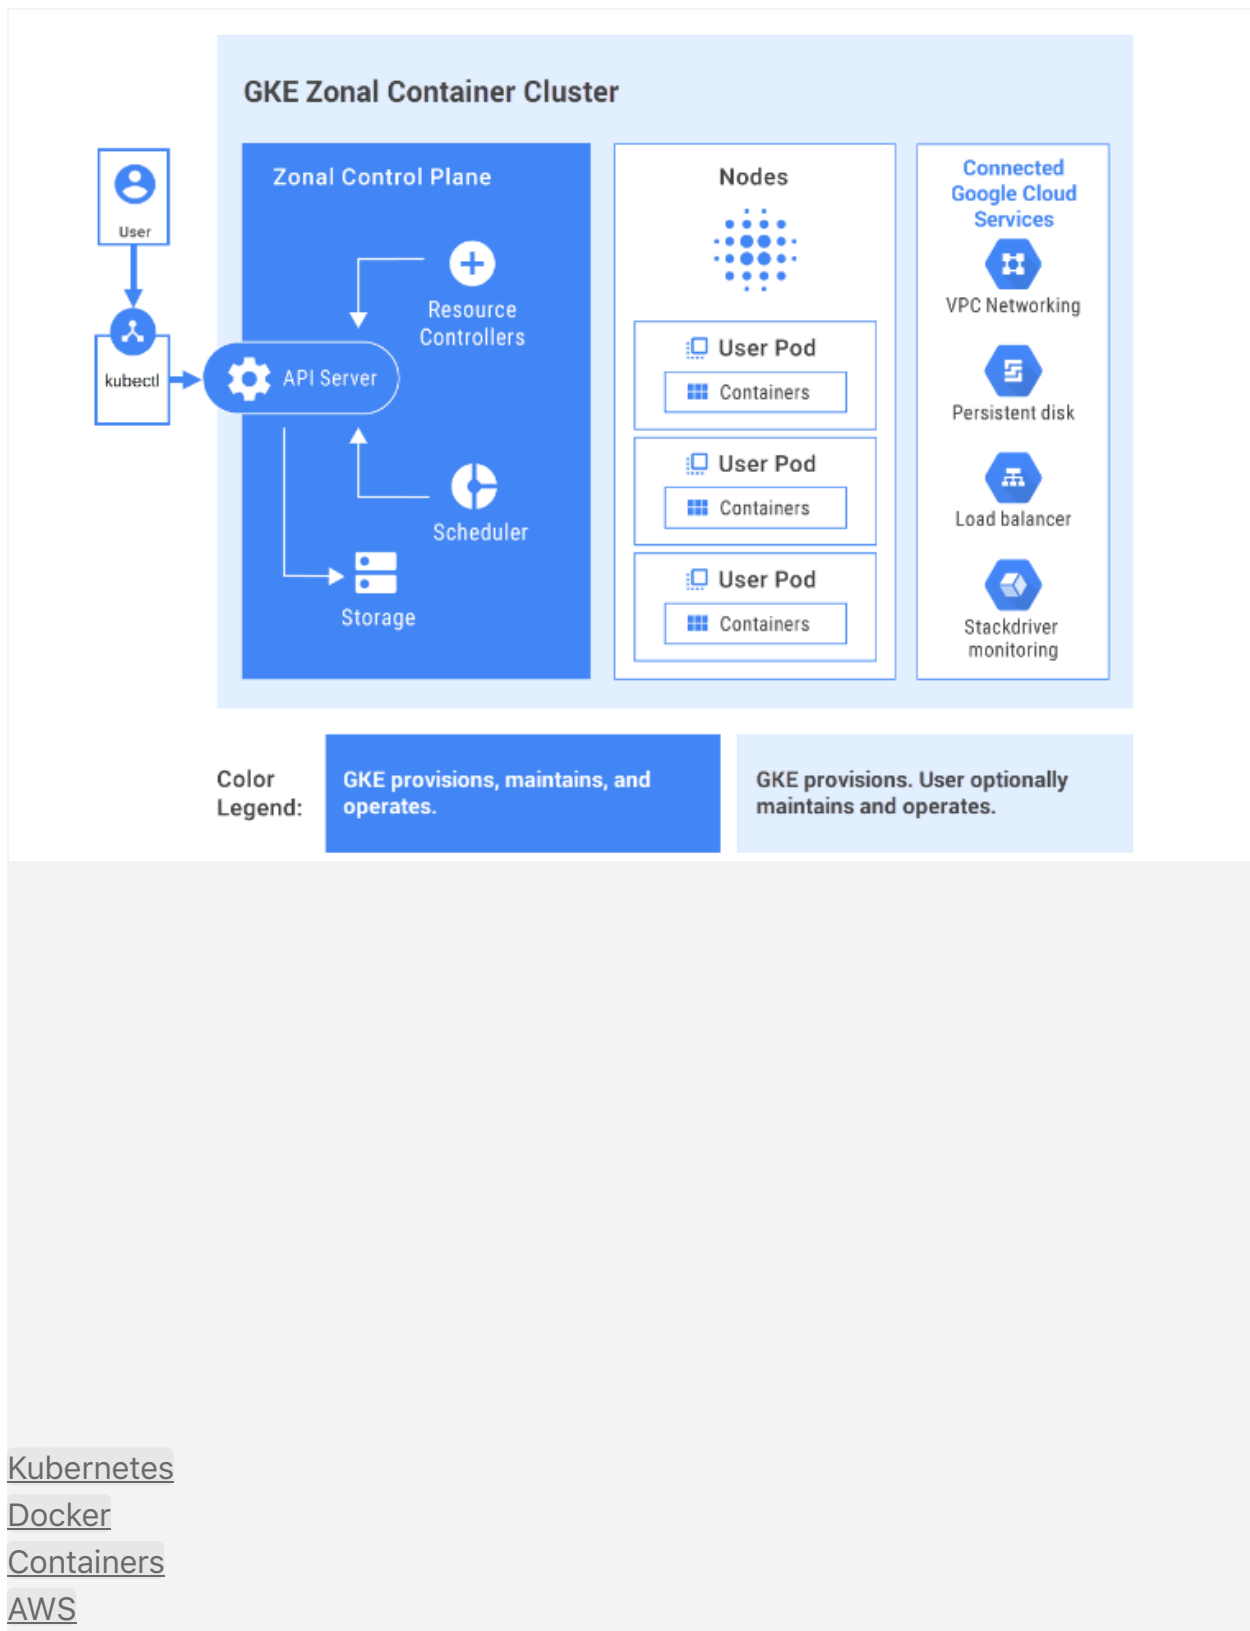 GKE Zonal Container Cluster
User
kubectl
Zonal Control Plane
Resource
Controllers
API Server
Scheduler
Storage
Nodes
User Pod
Containers
User Pod
Containers
User Pod
Containers
Connected
Google Cloud
Services
VPC Networking
Persistent disk
Load balancer
Stackdriver
monitoring
Color
Legend:
GKE provisions, maintains, and
operates.
GKE provisions. User optionally
maintains and operates.
Kubernetes
Docker
Containers
AWS